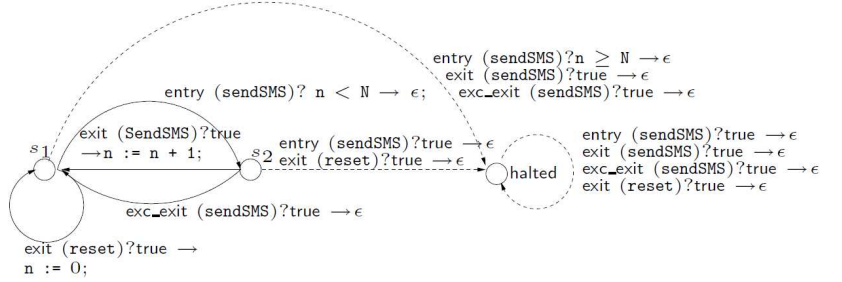 entry (sendSMS)?n ≥ N →ϵ
exit (sendSMS)?true →ϵ
exc_exit (sendSMS)?true →ϵ
entry (sendSMS)? n < N → ϵ;
exit (SendSMS)?true
→n := n + 1;
s1
s2
entry (sendSMS)?true →ϵ
exit (reset)?true →ϵ
halted
entry (sendSMS)?true →ϵ
exit (sendSMS)?true →ϵ
exc_exit (sendSMS)?true →ϵ
exit (reset)?true →ϵ
exc_exit (sendSMS)?true →ϵ
exit (reset)?true →
n := 0;